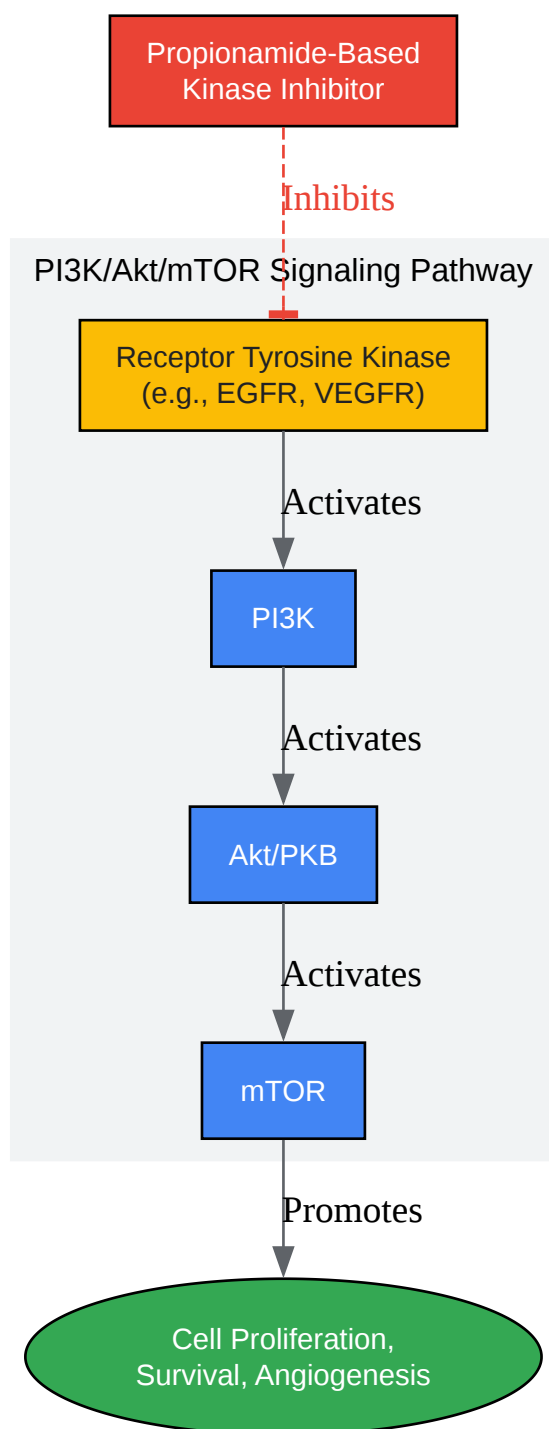 Propionamide-Based
Kinase Inhibitor
Inhibits
PI3K/Akt/mTOR Signaling Pathway
Receptor Tyrosine Kinase
(e.g., EGFR, VEGFR)
Activates
PI3K
Activates
Akt/PKB
Activates
mTOR
Promotes
Cell Proliferation,
Survival, Angiogenesis